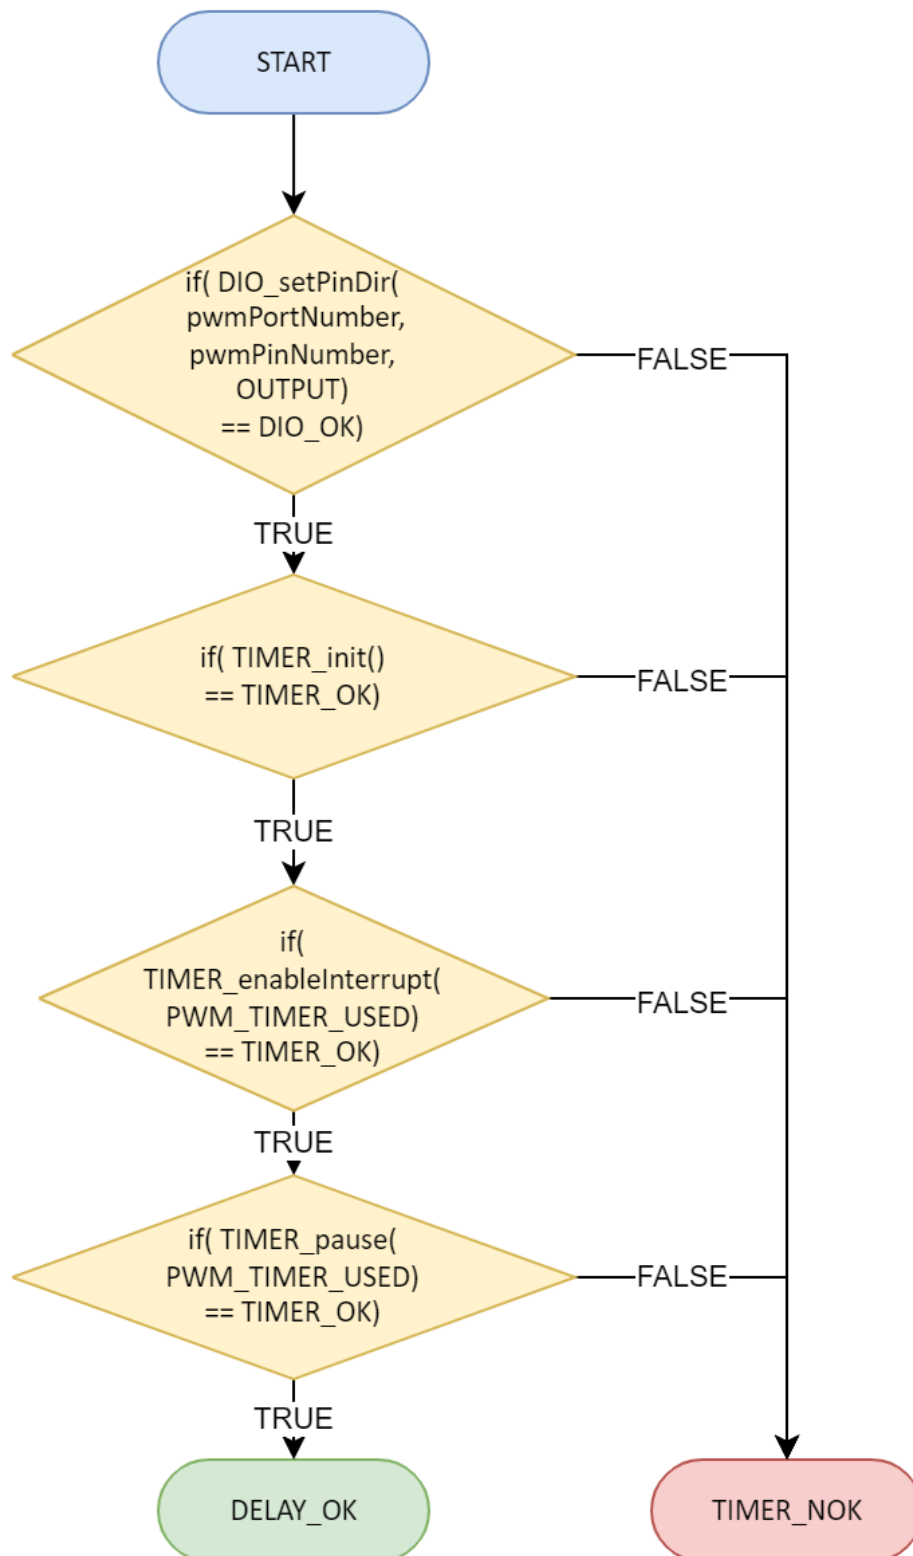 START
if( DIO_setPinDir(
pwmPortNumber,
pwmPinNumber,
OUTPUT)
== DIO_OK)
FALSE
TRUE
if( TIMER_init()
== TIMER_OK)
FALSE
TRUE
if(
TIMER_enableInterrupt(
PWM_TIMER_USED)
== TIMER_OK)
FALSE
TRUE
if( TIMER_pause(
PWM_TIMER_USED)
== TIMER_OK)
FALSE
TRUE
DELAY_OK
TIMER_NOK